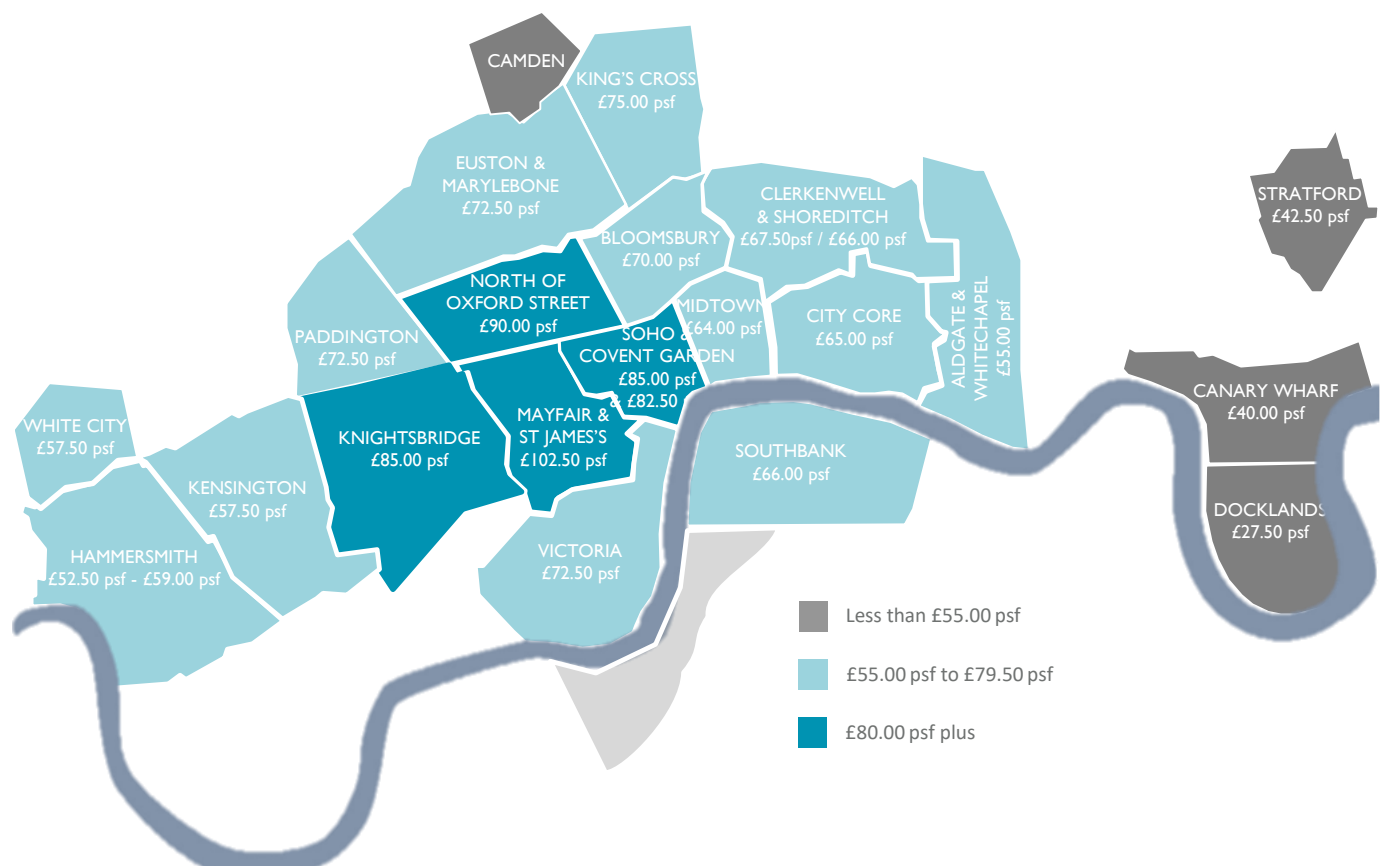 CAMDEN
KING'S CROSS
£75.00 psf
EUSTON &
MARYLEBONE
£72.50 psf
CLERKENWELL
& SHOREDITCH
£67.50psf / £66.00 psf
STRATFORD
£42.50 psf
BLOOMSBURY
£70.00 psf
NORTH OF
OXFORD STREET
£90.00 psf
MIDTOWN
£64.00 psf
CITY CORE
£65.00 psf
ALDGATE &
WHITECHAPEL
£55.00 psf
PADDINGTON
£72.50 psf
SOHO &
COVENT GARDEN
£85.00 psf
& £82.50
CANARY WHARF
£40.00 psf
WHITE CITY
£57.50 psf
KNIGHTSBRIDGE
£85.00 psf
MAYFAIR &
ST JAMES'S
£102.50 psf
SOUTHBANK
£66.00 psf
KENSINGTON
£57.50 psf
DOCKLANDS
£27.50 psf
HAMMERSMITH
£52.50 psf - £59.00 psf
VICTORIA
£72.50 psf
Less than £55.00 psf
£55.00 psf to £79.50 psf
£80.00 psf plus